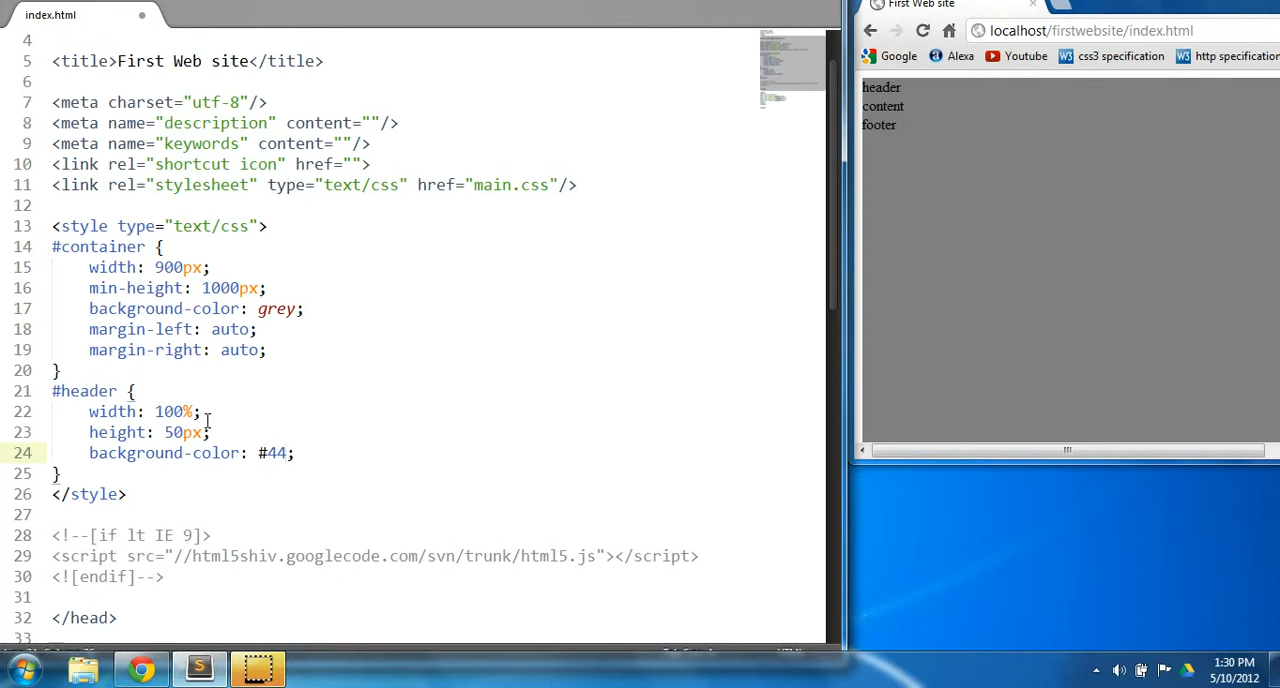 index.html
4
5 <title>First Web site</title>
6
7 <meta charset="utf-8"/>
8 <meta name="description" content=""/>
9 <meta name="keywords" content=""/>
10 <link rel="shortcut icon" href="">
11 <link rel="stylesheet" type="text/css" href="main.css"/>
12
13 <style type="text/css">
14 #container {
15 width: 900px;
16 min-height: 1000px;
17 background-color: grey;
18 margin-left: auto;
19 margin-right: auto;
20 }
21 #header {
22 width: 100%;
23 height: 50px;
24 background-color: #44;
25 }
26 </style>
27
28 <!--[if lt IE 9]>
29 <script src="//html5shiv.googlecode.com/svn/trunk/html5.js"></script>
30 <![endif]-->
31
32 </head>
33
First Web site
localhost/firstwebsite/index.html
Google Alexa YouTube css3 specification http specification
header
content
footer
1:30 PM
5/10/2012